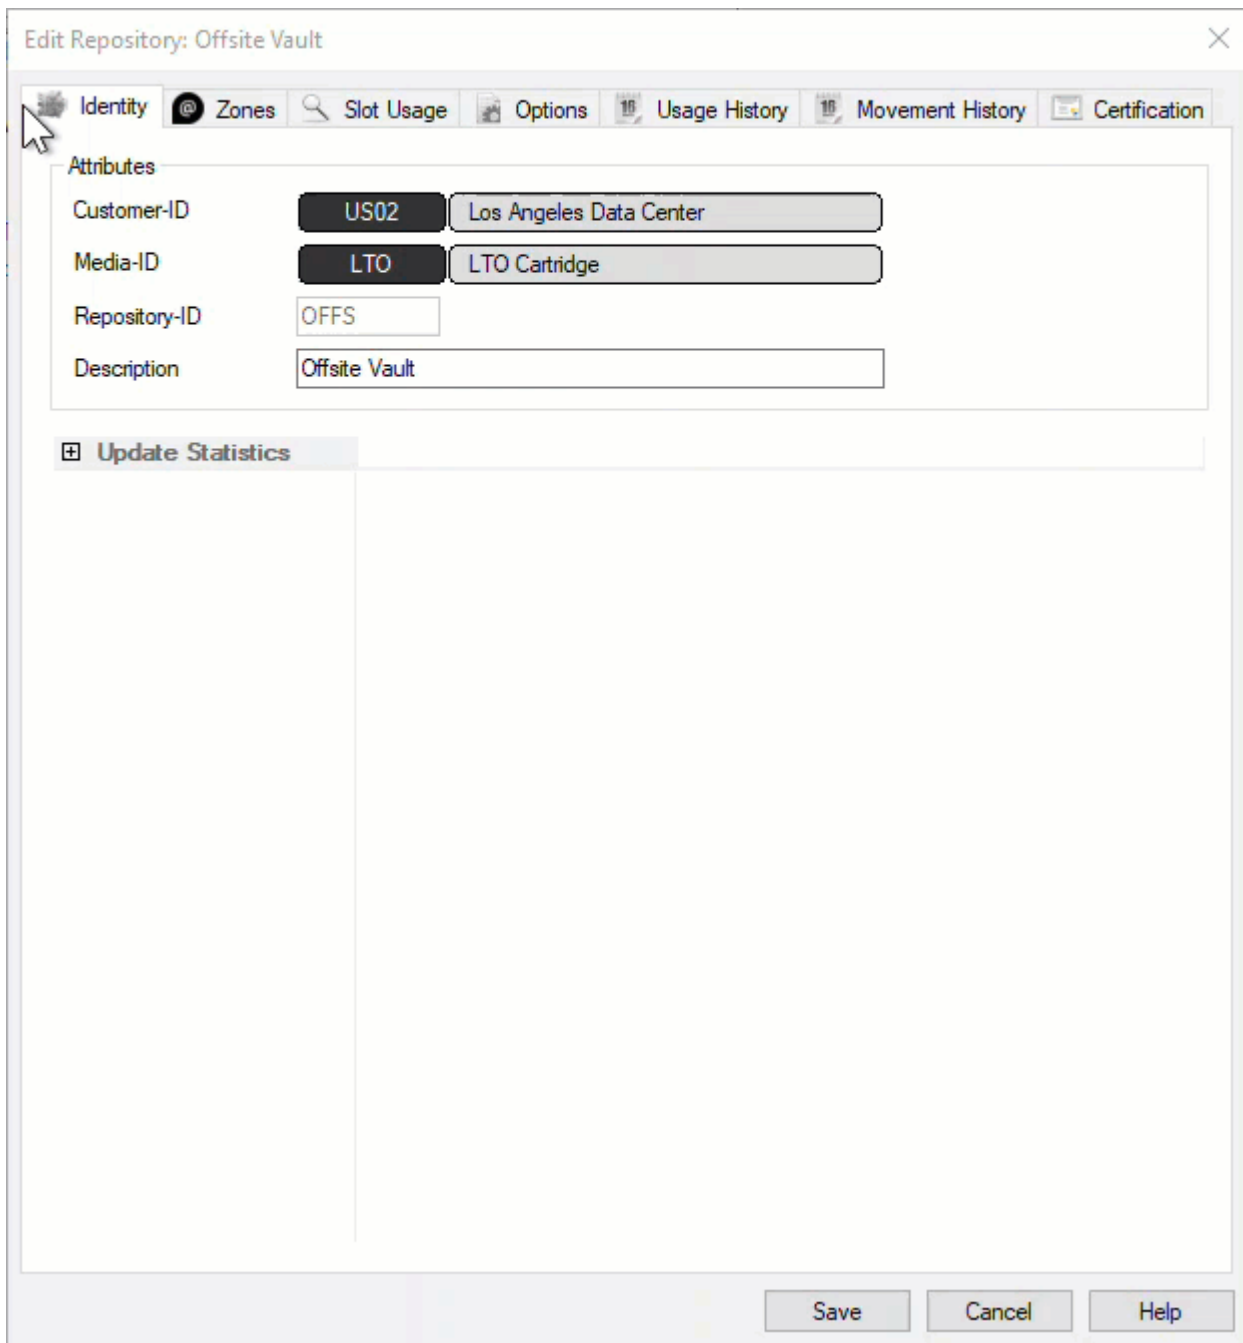 Edit Repository: Offsite Vault
Identity @ Zones Slot Usage Options 16 Usage History 16 Movement History Certification
Attributes
Customer-ID US02 Los Angeles Data Center
Media-ID LTO LTO Cartridge
Repository-ID OFFS
Description Offsite Vault
Update Statistics
Save Cancel Help